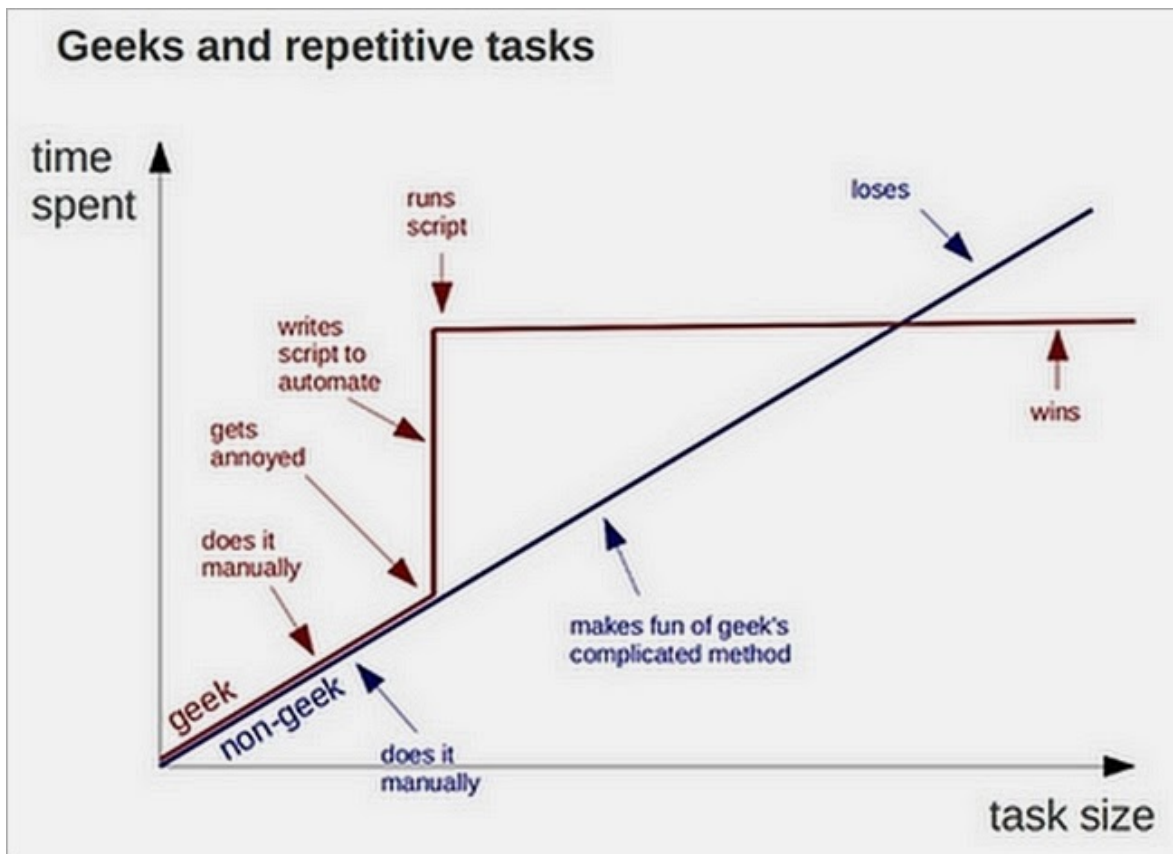 Geeks and repetitive tasks
time
spent
runs
script
loses
writes
script to
automate
wins
gets
annoyed
does it
manually
makes fun of geek's
complicated method
geek
non-geek
does it
manually
task size